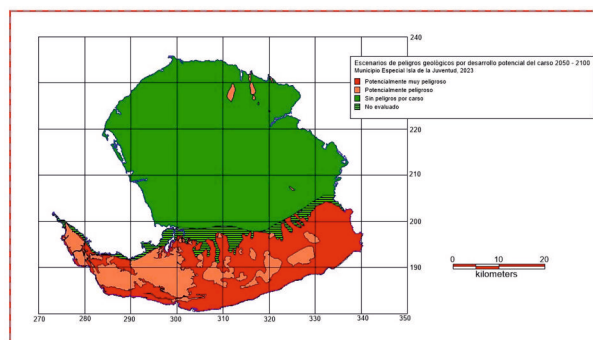 240
Escenarios de peligros geológicos por desarrollo potencial del carso 2050 - 2100
Municipio Especial Isla de la Juventud, 2023
Potencialmente muy peligroso
Potencialmente peligroso
Sin peligros por carso
No evaluado
220
200
190
0 10 20
kilometers
270 280 290 300 310 320 330 340 350